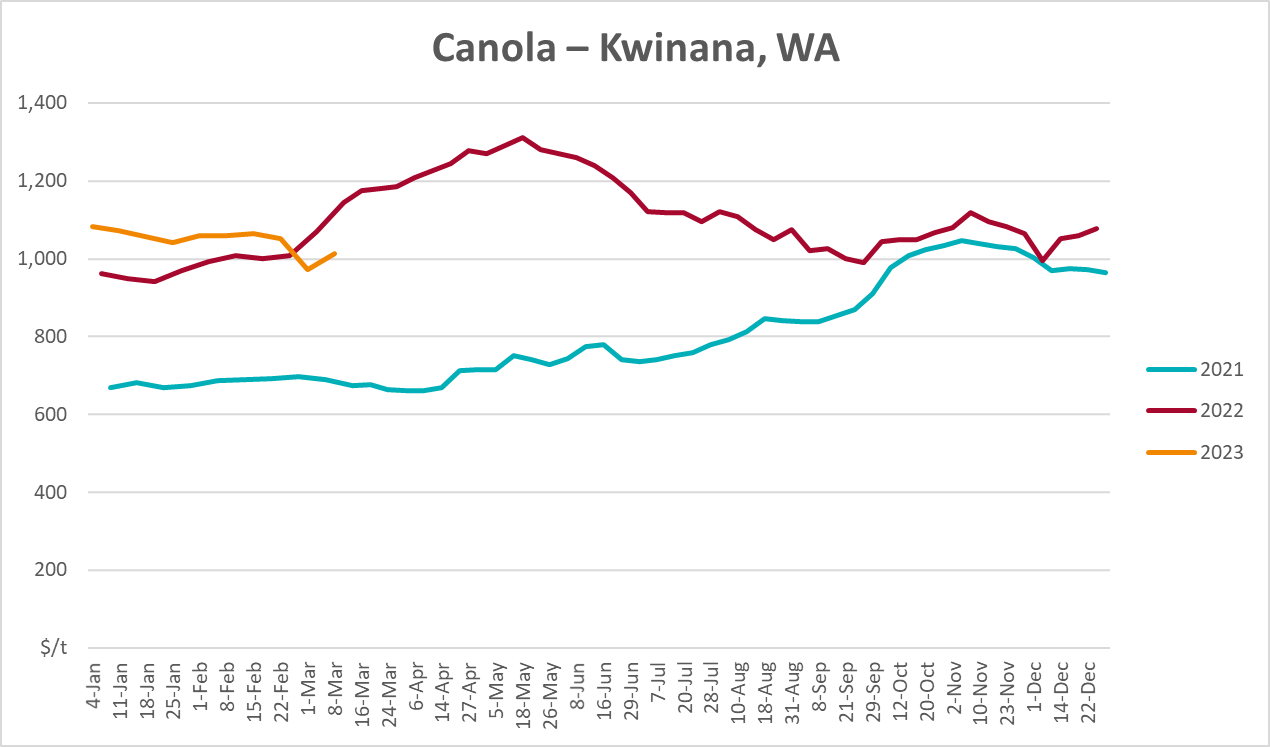 Canola – Kwinana, WA
1,400
1,200
1,000
800
600
400
200
$/t
4-Jan
11-Jan
18-Jan
25-Jan
1-Feb
8-Feb
15-Feb
22-Feb
1-Mar
8-Mar
16-Mar
24-Mar
6-Apr
14-Apr
27-Apr
5-May
18-May
26-May
8-Jun
16-Jun
29-Jun
7-Jul
20-Jul
28-Jul
10-Aug
18-Aug
31-Aug
8-Sep
21-Sep
29-Sep
12-Oct
20-Oct
2-Nov
10-Nov
23-Nov
1-Dec
14-Dec
22-Dec
2021
2022
2023